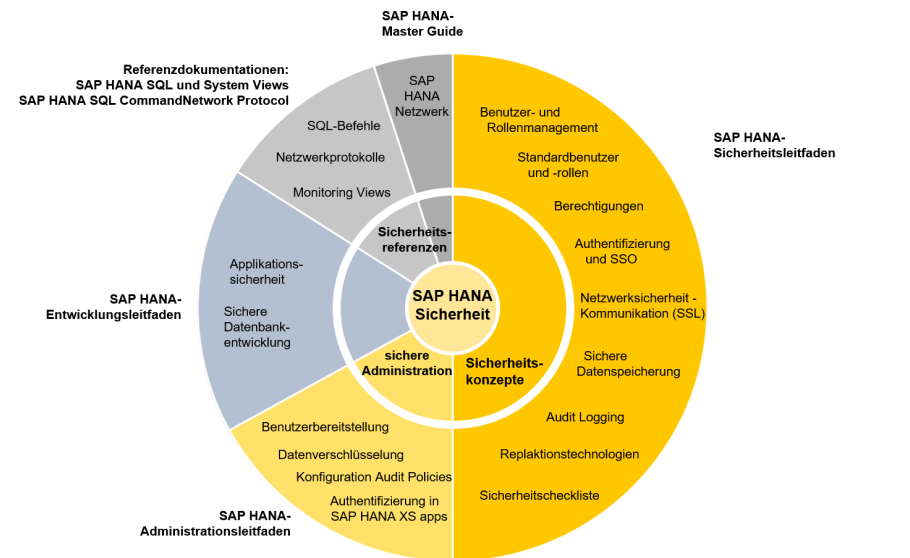 SAP HANA-
Master Guide
Referenzdokumentationen:
SAP HANA SQL und System Views
SAP HANA SQL CommandNetwork Protocol
SAP
HANA
Netzwerk
SQL-Befehle
Netzwerkprotokolle
Monitoring Views
Benutzer- und
Rollenmanagement
Standardbenutzer
und -rollen
Berechtigungen
Authentifizierung
und SSO
Netzwerksicherheit -
Kommunikation (SSL)
Sichere
Datenspeicherung
Audit Logging
Replaktionstechnologien
Sicherheitscheckliste
SAP HANA-
Sicherheitsleitfaden
Sicherheits-
referenzen
SAP HANA
Sicherheit
sichere
Administration
Sicherheits-
konzepte
Applikations-
sicherheit
Sichere
Datenbank-
entwicklung
SAP HANA-
Entwicklungsleitfaden
Benutzerbereitstellung
Datenverschlüsselung
Konfiguration Audit Policies
Authentifizierung in
SAP HANA XS apps
SAP HANA-
Administrationsleitfaden